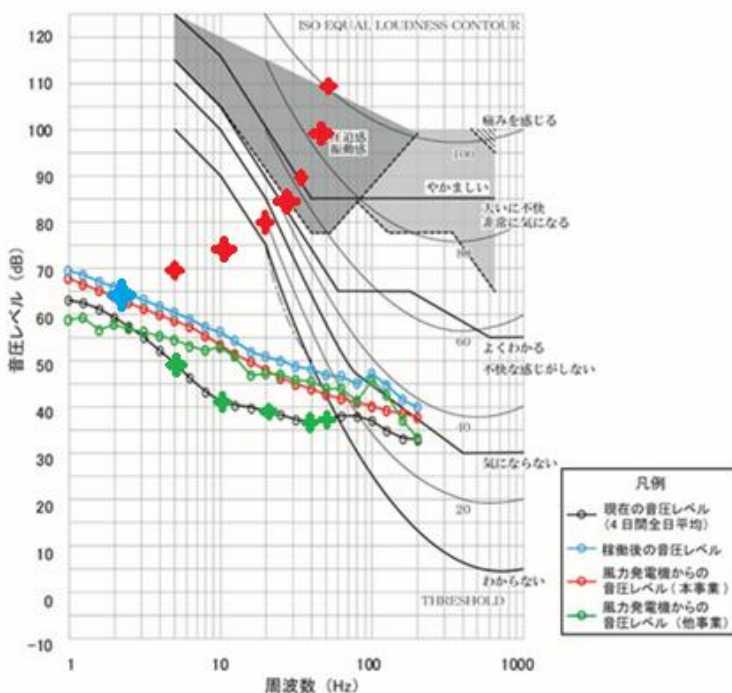 ISO EQUAL LOUDNESS CONTOUR
120
110
100
90
80
70
60
50
40
30
20
10
0
-10
音圧レベル (dB)
痛みを感じる
100
圧迫感
振動感
やかましい
大いに不快
非常に気になる
80
60
よくわかる
不快な感じがしない
40
気にならない
20
わからない
THRESHOLD
1
10
100
1000
周波数 (Hz)
凡例
現在の音圧レベル
(4日間全日平均)
稼働後の音圧レベル
風力発電機からの
音圧レベル(本事業)
風力発電機からの
音圧レベル (他事業)